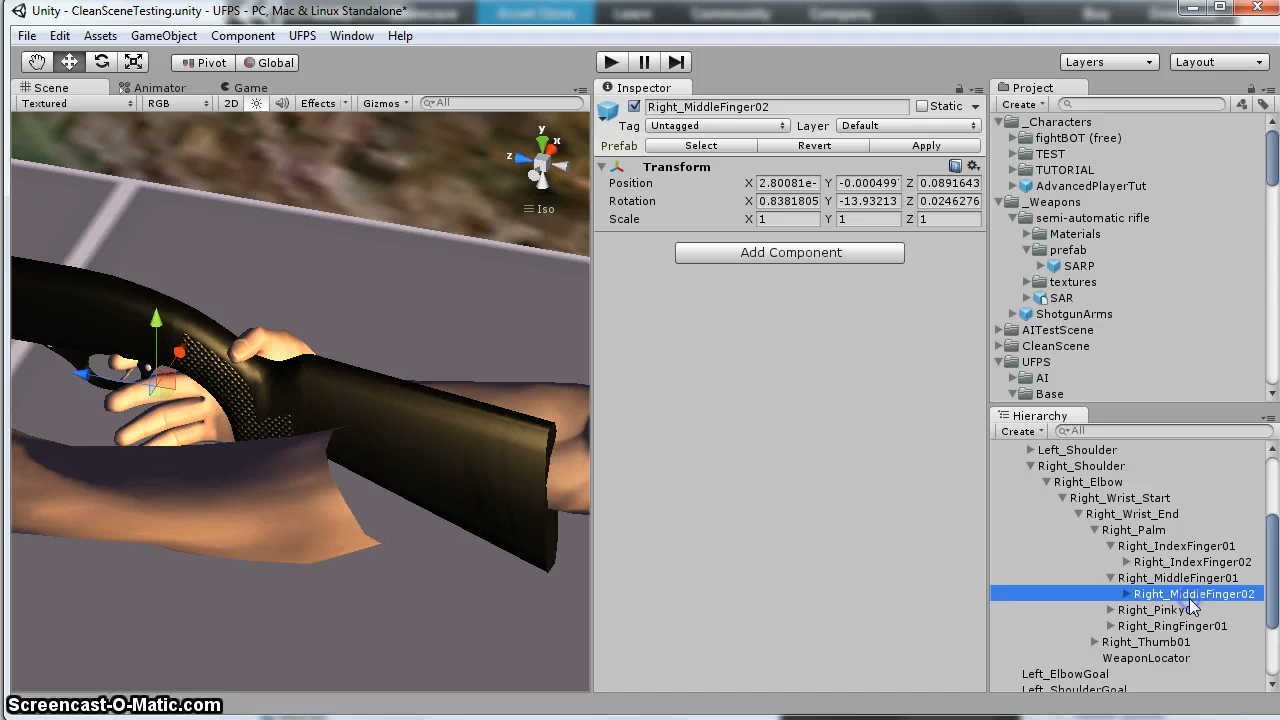 Unity - CleanSceneTesting.unity - UFPS - PC, Mac & Linux Standalone*
File Edit Assets GameObject Component UFPS Window Help
Pivot Global Layers Layout
Scene Animator Game
Textured RGB 2D Effects Gizmos All
y
x
z
Iso
Inspector
Right_MiddleFinger02 Static
Tag Untagged Layer Default
Prefab Select Revert Apply
Transform
Position X 2.80081e- Y -0.000499 Z 0.0891643
Rotation X 0.8381805 Y -13.93213 Z 0.0246276
Scale X 1 Y 1 Z 1
Add Component
Project
Create
_Characters
fightBOT (free)
TEST
TUTORIAL
AdvancedPlayerTut
_Weapons
semi-automatic rifle
Materials
prefab
SARP
textures
SAR
ShotgunArms
AITestScene
CleanScene
UFPS
AI
Base
Hierarchy
Create All
Left_Shoulder
Right_Shoulder
Right_Elbow
Right_Wrist_Start
Right_Wrist_End
Right_Palm
Right_IndexFinger01
Right_IndexFinger02
Right_MiddleFinger01
Right_MiddleFinger02
Right_Pinky
Right_RingFinger01
Right_Thumb01
WeaponLocator
Left_ElbowGoal
Left_ShoulderGoal
Screencast-O-Matic.com